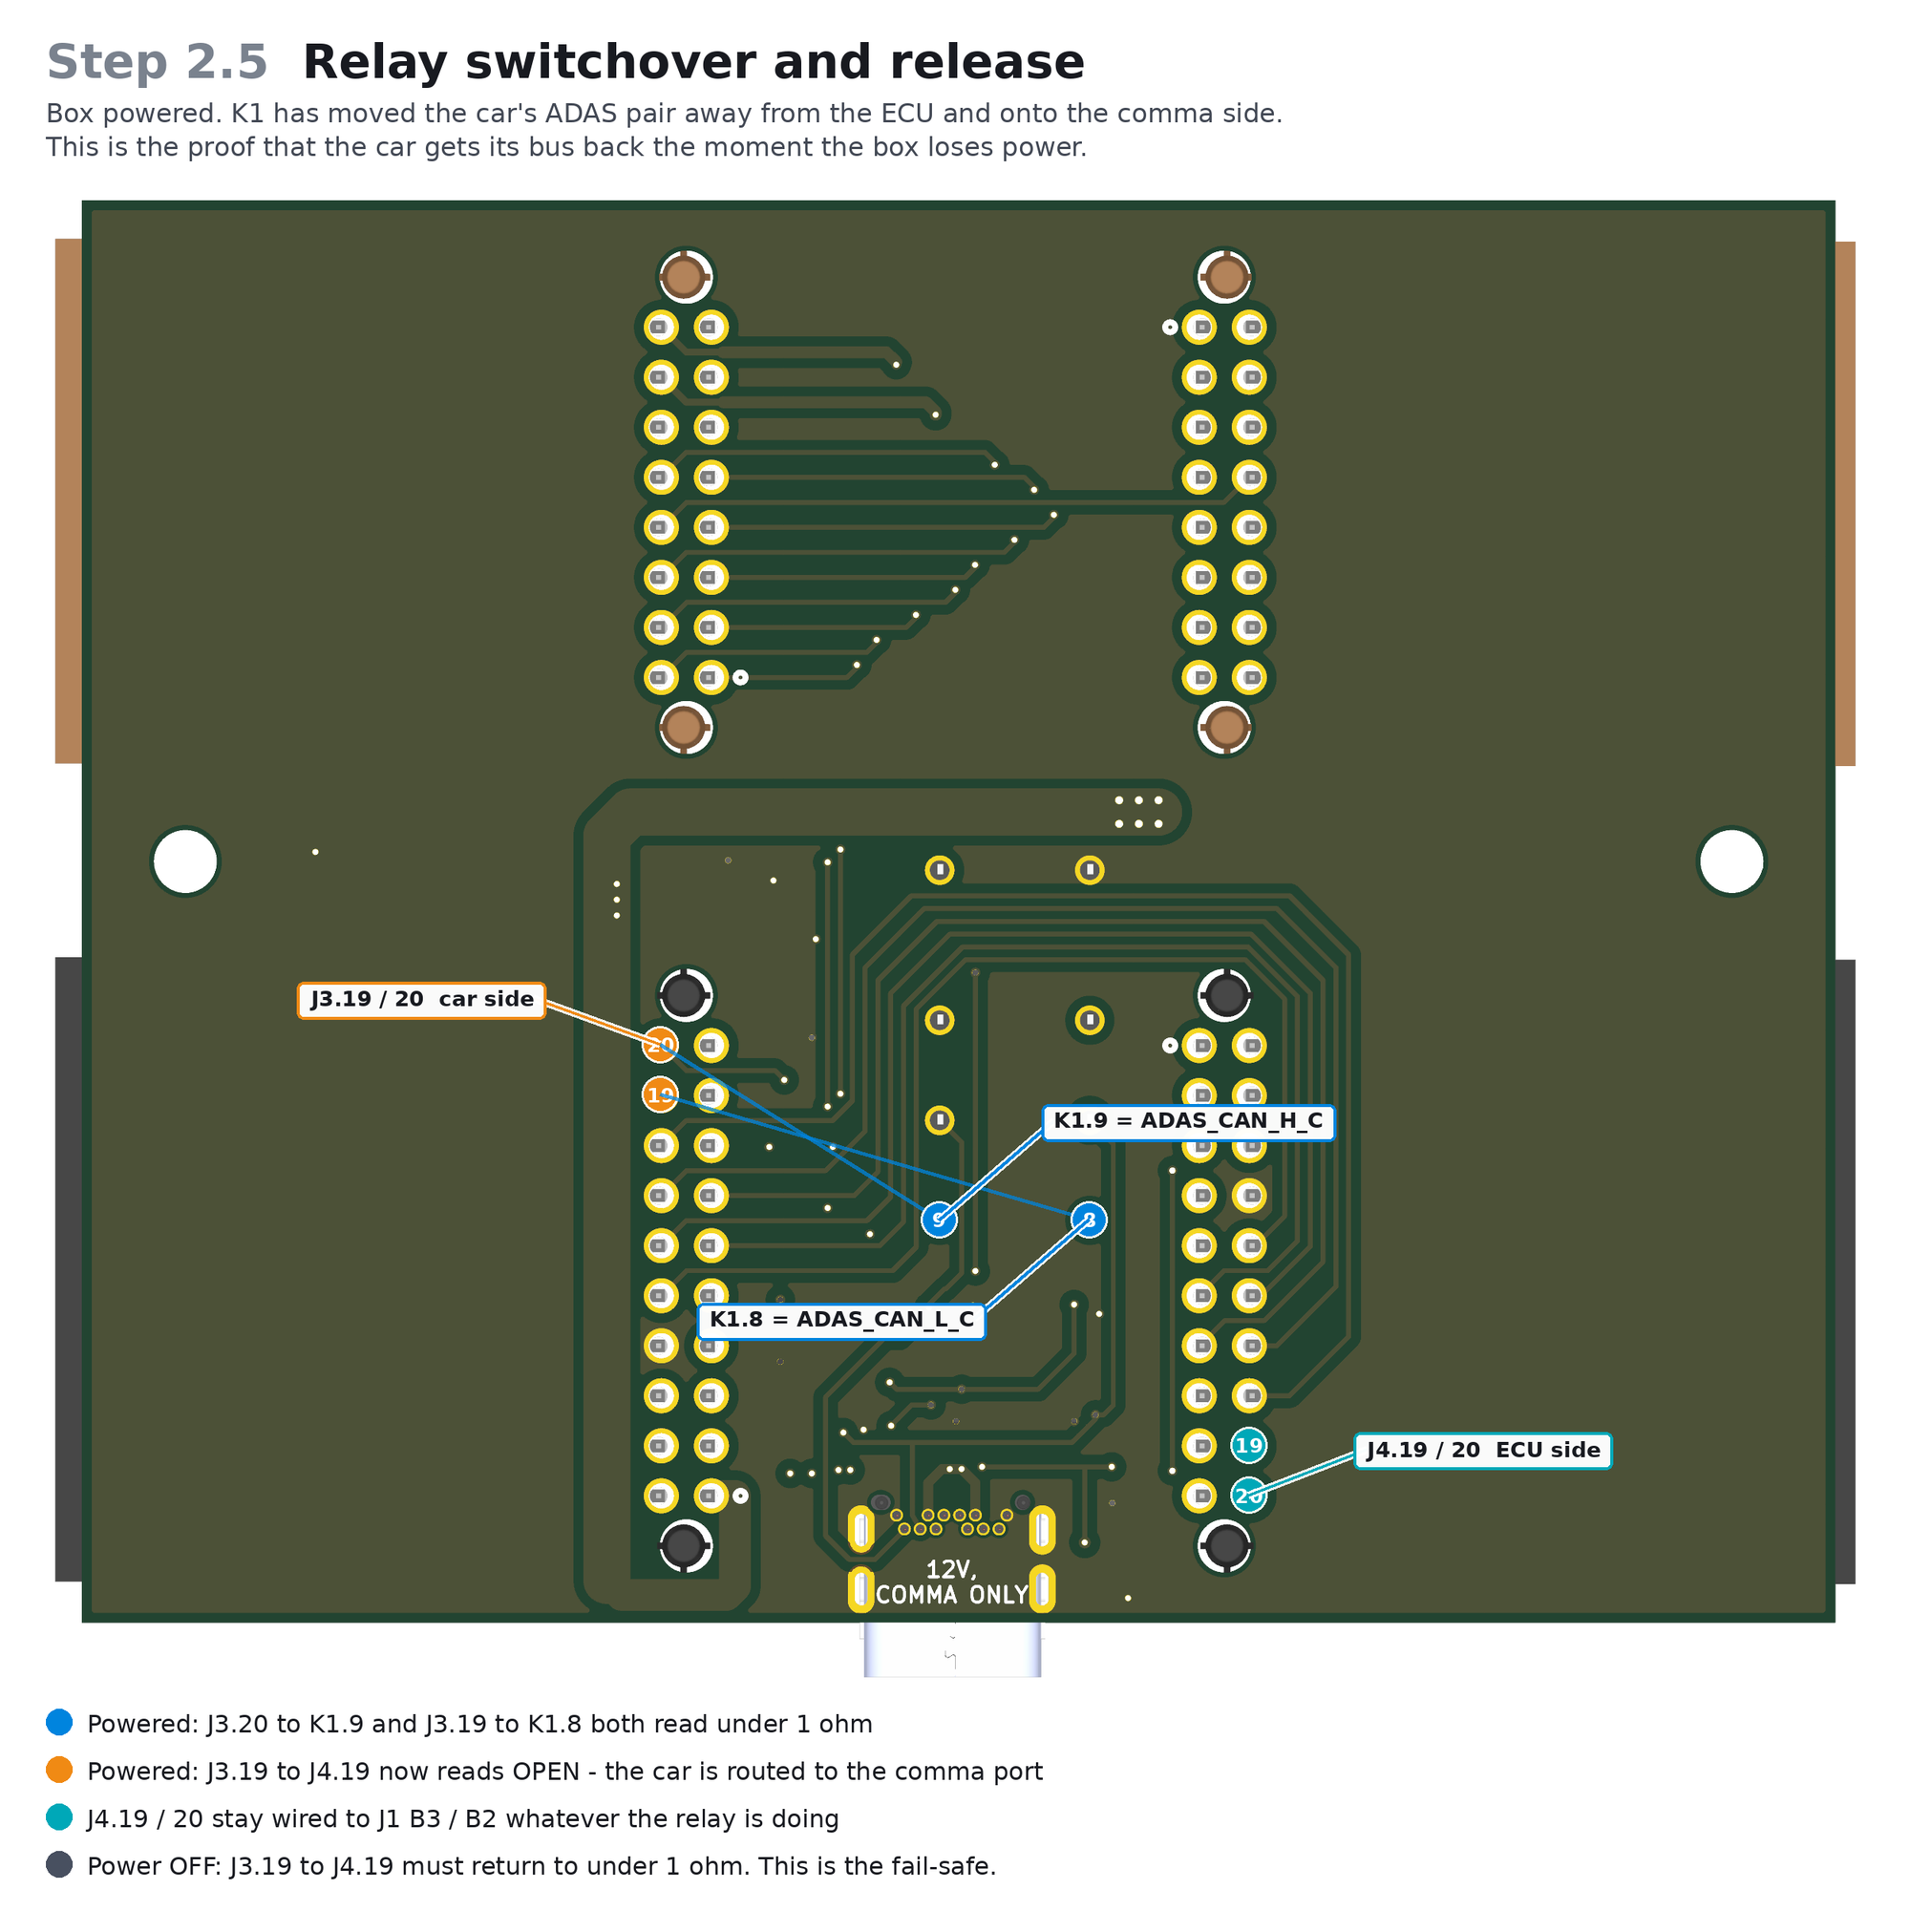 Step 2.5 Relay switchover and release
Box powered. K1 has moved the car's ADAS pair away from the ECU and onto the comma side.
This is the proof that the car gets its bus back the moment the box loses power.
J3.19 / 20 car side
20
19
K1.9 = ADAS_CAN_H_C
9
8
K1.8 = ADAS_CAN_L_C
19
J4.19 / 20 ECU side
20
12V,
COMMA ONLY
Powered: J3.20 to K1.9 and J3.19 to K1.8 both read under 1 ohm
Powered: J3.19 to J4.19 now reads OPEN - the car is routed to the comma port
J4.19 / 20 stay wired to J1 B3 / B2 whatever the relay is doing
Power OFF: J3.19 to J4.19 must return to under 1 ohm. This is the fail-safe.